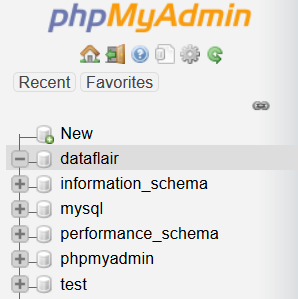 phpMyAdmin
Recent Favorites
New
dataflair
information_schema
mysql
performance_schema
phpmyadmin
test